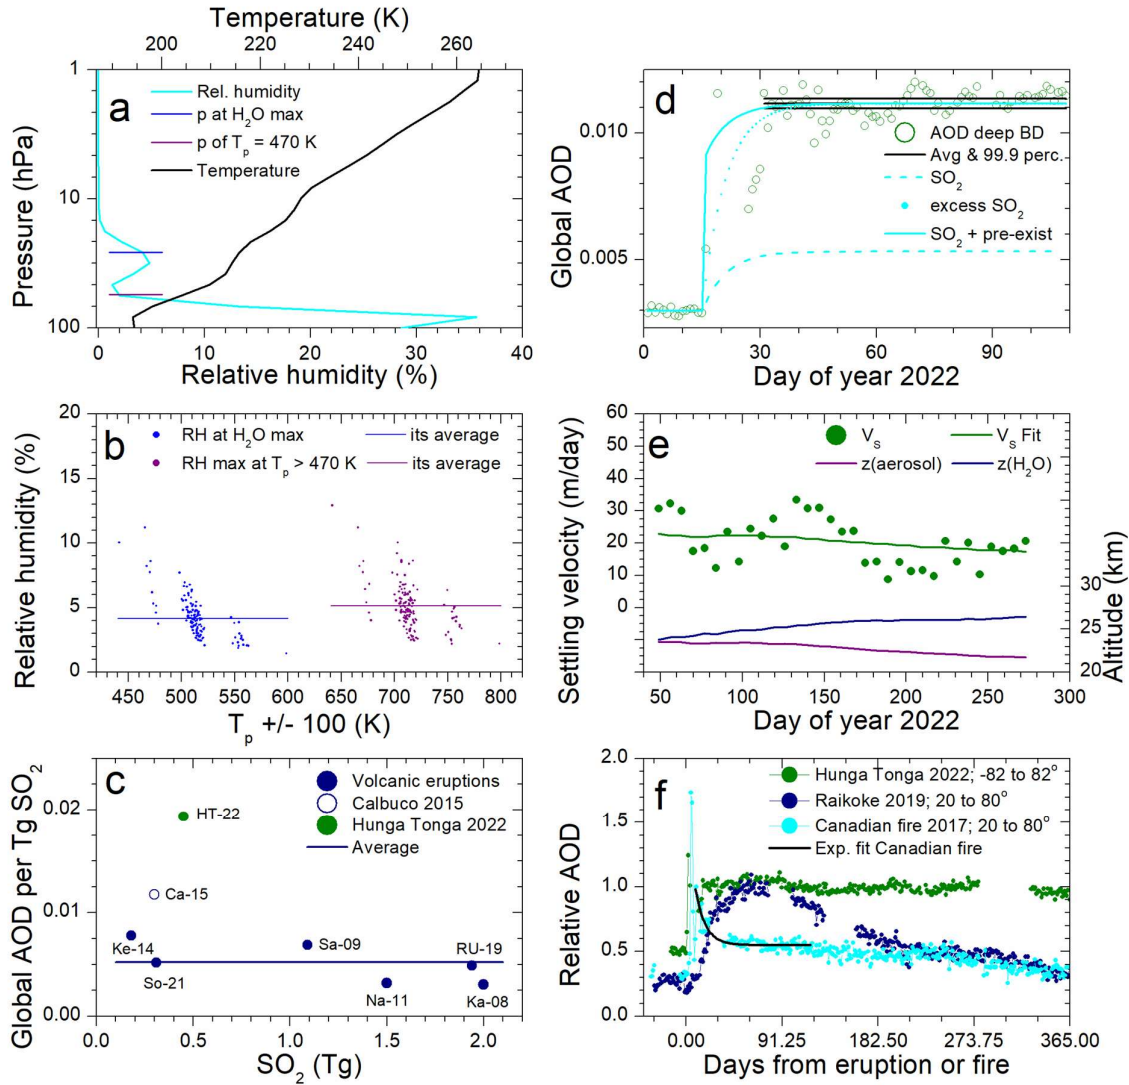 Temperature (K)
200 220 240 260
a
Rel. humidity
p at H2O max
p of Tp = 470 K
Temperature
Pressure (hPa)
1
10
100
0 10 20 30 40
Relative humidity (%)
d
AOD deep BD
Avg & 99.9 perc.
SO2
excess SO2
SO2 + pre-exist
Global AOD
0.010
0.005
0 30 60 90
Day of year 2022
b
RH at H2O max
its average
RH max at Tp > 470 K
its average
Relative humidity (%)
20
15
10
5
0
450 500 550 600 650 700 750 800
Tp +/- 100 (K)
e
VS
VS Fit
z(aerosol)
z(H2O)
Settling velocity (m/day)
60
50
40
30
20
10
0
Altitude (km)
30
25
20
50 100 150 200 250 300
Day of year 2022
c
Volcanic eruptions
Calbuco 2015
Hunga Tonga 2022
Average
HT-22
Ca-15
Ke-14
So-21
Sa-09
Na-11
RU-19
Ka-08
Global AOD per Tg SO2
0.02
0.01
0.00
0.0 0.5 1.0 1.5 2.0
SO2 (Tg)
f
Hunga Tonga 2022; -82 to 82o
Raikoke 2019; 20 to 80o
Canadian fire 2017; 20 to 80o
Exp. fit Canadian fire
Relative AOD
2.0
1.5
1.0
0.5
0.0
0.00 91.25 182.50 273.75 365.00
Days from eruption or fire